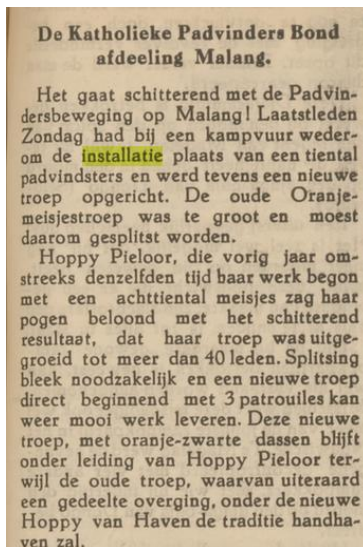 De Katholieke Padvinders Bond
afdeeling Malang.
Het gaat schitterend met de Padvin-
dersbeweging op Malang! Laatstleden
Zondag had bij een kampvuur weder-
om de installatie plaats van een tiental
padvindsters en werd tevens een nieuwe
troep opgericht. De oude Oranje-
meisjestroep was te groot en moest
daarom gesplitst worden.
Hoppy Pieloor, die vorig jaar om-
streeks denzelfden tijd haar werk begon
met een achttiental meisjes zag haar
pogen beloond met het schitterend
resultaat, dat haar troep was uitge-
groeid tot meer dan 40 leden. Splitsing
bleek noodzakelijk en een nieuwe troep
direct beginnend met 3 patrouiles kan
weer mooi werk leveren. Deze nieuwe
troep, met oranje-zwarte dassen blijft
onder leiding van Hoppy Pieloor ter-
wijl de oude troep, waarvan uiteraard
een gedeelte overging, onder de nieuwe
Hoppy van Haven de traditie handha-
ven zal.